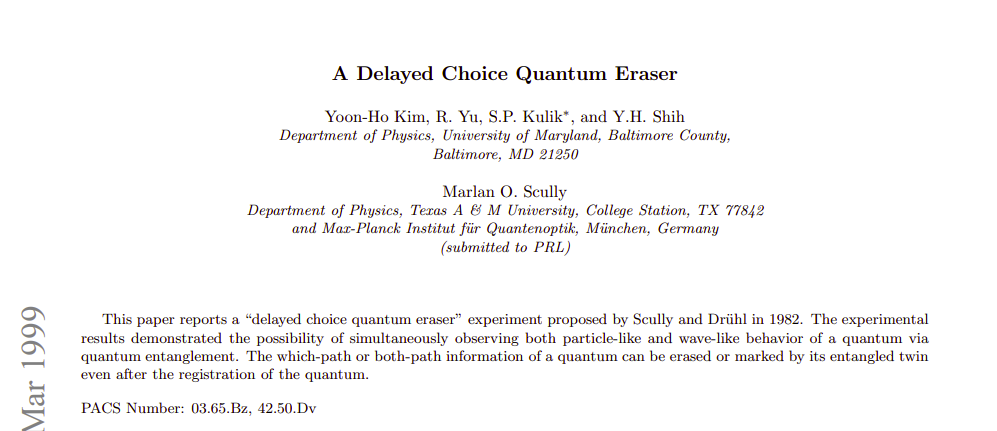 A Delayed Choice Quantum Eraser
Yoon-Ho Kim, R. Yu, S.P. Kulik*, and Y.H. Shih
Department of Physics, University of Maryland, Baltimore County,
Baltimore, MD 21250
Marlan O. Scully
Department of Physics, Texas A & M University, College Station, TX 77842
and Max-Planck Institut für Quantenoptik, München, Germany
(submitted to PRL)
This paper reports a “delayed choice quantum eraser” experiment proposed by Scully and Drühl in 1982. The experimental
results demonstrated the possibility of simultaneously observing both particle-like and wave-like behavior of a quantum via
quantum entanglement. The which-path or both-path information of a quantum can be erased or marked by its entangled twin
even after the registration of the quantum.
PACS Number: 03.65.Bz, 42.50.Dv
Mar 1999